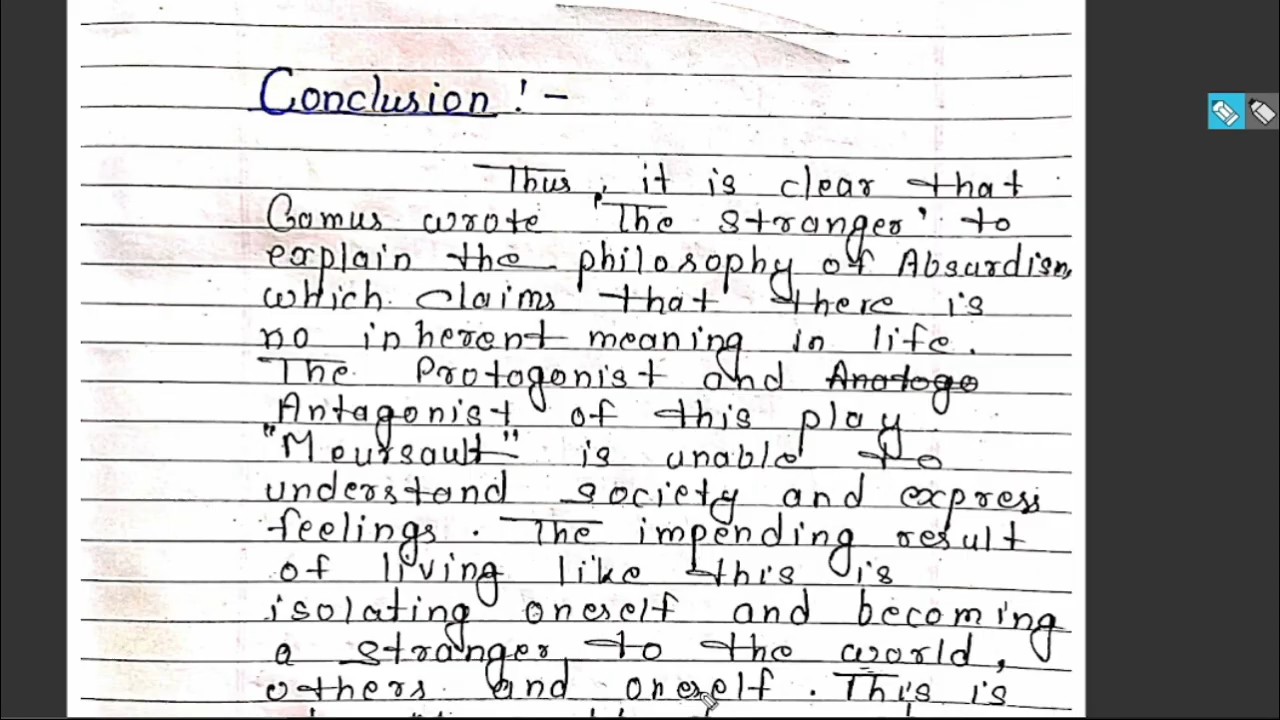 Conclusion :-
Thus, it is clear that
Camus wrote 'The Stranger' to
explain the philosophy of Absurdism,
which claims that there is
no inherent meaning in life.
The Protagonist and Anatogo
Antagonist of this play
"Meursault" is unable to
understand society and express
feelings. The impending result
of living like this is
isolating oneself and becoming
a stranger to the world,
others and oneself. This is